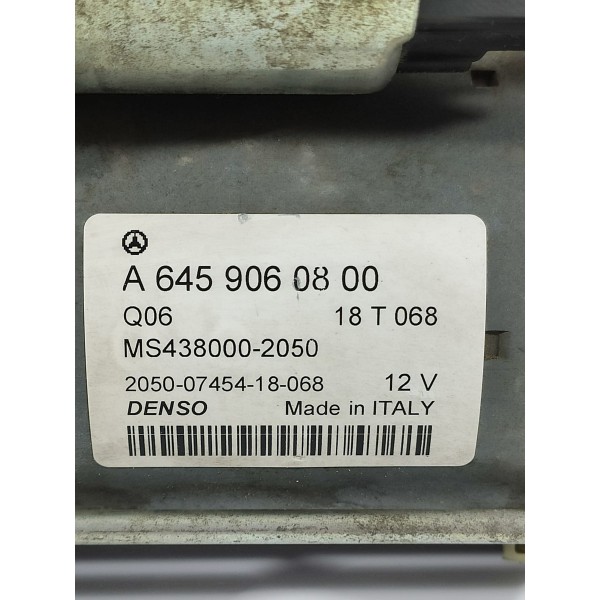 A 645 906 08 00
Q06 18 T 068
MS438000-2050
2050-07454-18-068 12 V
DENSO Made in ITALY